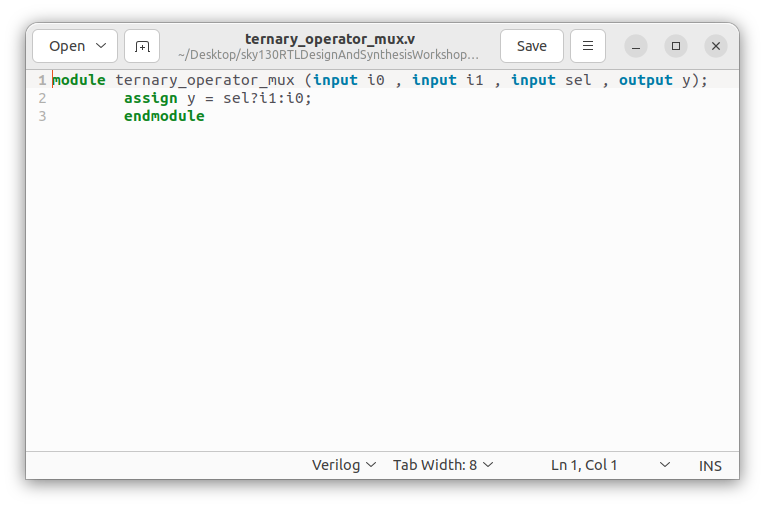 Open
ternary_operator_mux.v
~/Desktop/sky130RTLDesignAndSynthesisWorkshop...
Save
1 module ternary_operator_mux (input i0 , input i1 , input sel , output y);
2 assign y = sel?i1:i0;
3 endmodule
Verilog Tab Width: 8 Ln 1, Col 1 INS